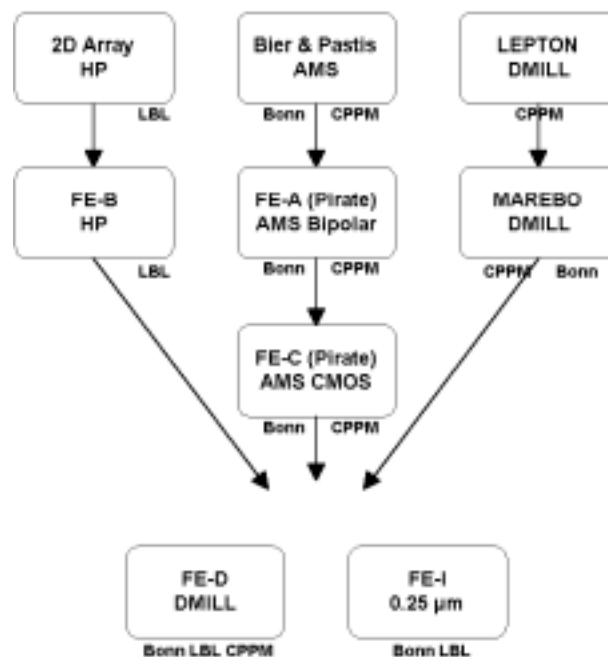 2D Array
HP
LBL
Bier & Pastis
AMS
Bonn CPPM
LEPTON
DMILL
CPPM
FE-B
HP
LBL
FE-A (Pirate)
AMS Bipolar
Bonn CPPM
MAREBO
DMILL
CPPM Bonn
FE-C (Pirate)
AMS CMOS
Bonn CPPM
FE-D
DMILL
Bonn LBL CPPM
FE-I
0.25 µm
Bonn LBL